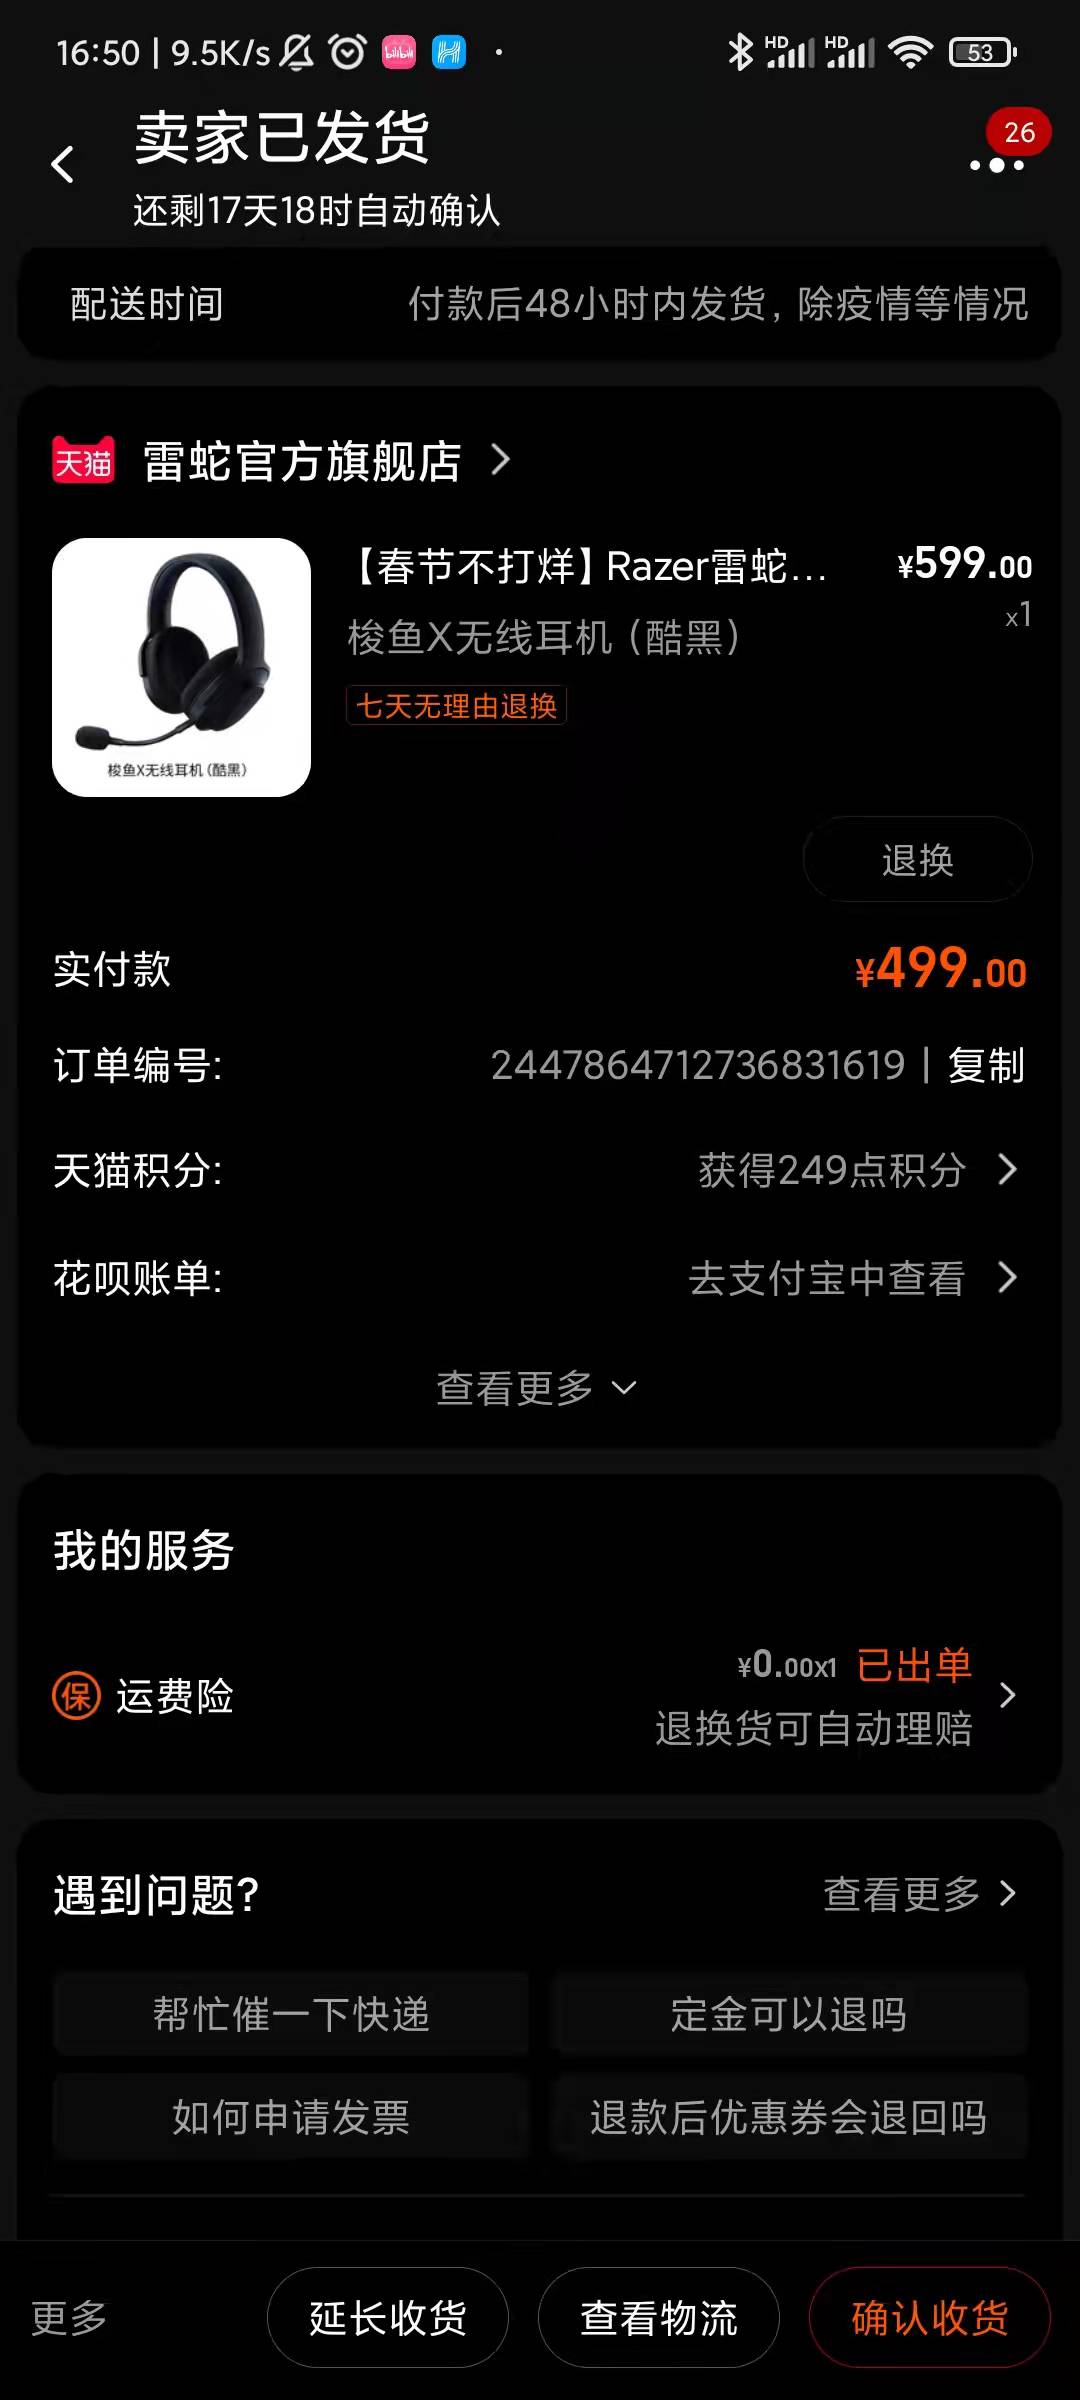 16:50 | 9.5K/s
bilibili
HD HD 53
卖家已发货
26
还剩17天18时自动确认
配送时间 付款后48小时内发货，除疫情等情况
天猫 雷蛇官方旗舰店
【春节不打烊】Razer雷蛇... ¥599.00
梭鱼X无线耳机（酷黑） x1
七天无理由退换
梭鱼X无线耳机（酷黑）
退换
实付款 ¥499.00
订单编号: 2447864712736831619 | 复制
天猫积分: 获得249点积分
花呗账单: 去支付宝中查看
查看更多
我的服务
保 运费险 ¥0.00x1 已出单
退换货可自动理赔
遇到问题? 查看更多
帮忙催一下快递 定金可以退吗
如何申请发票 退款后优惠券会退回吗
更多 延长收货 查看物流 确认收货